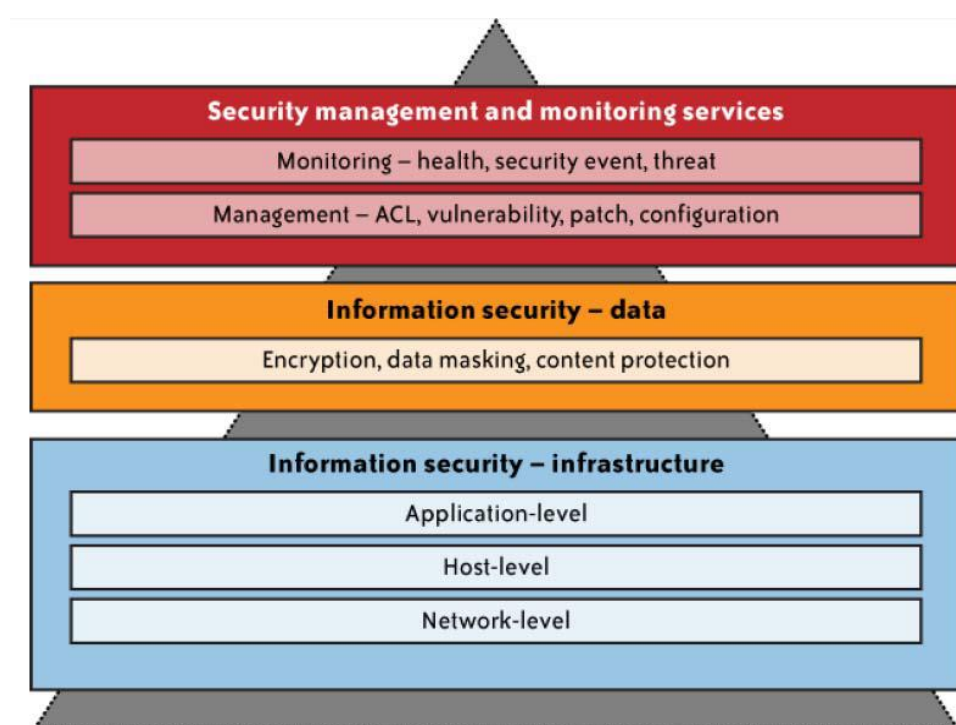 Security management and monitoring services
Monitoring – health, security event, threat
Management – ACL, vulnerability, patch, configuration
Information security – data
Encryption, data masking, content protection
Information security – infrastructure
Application-level
Host-level
Network-level